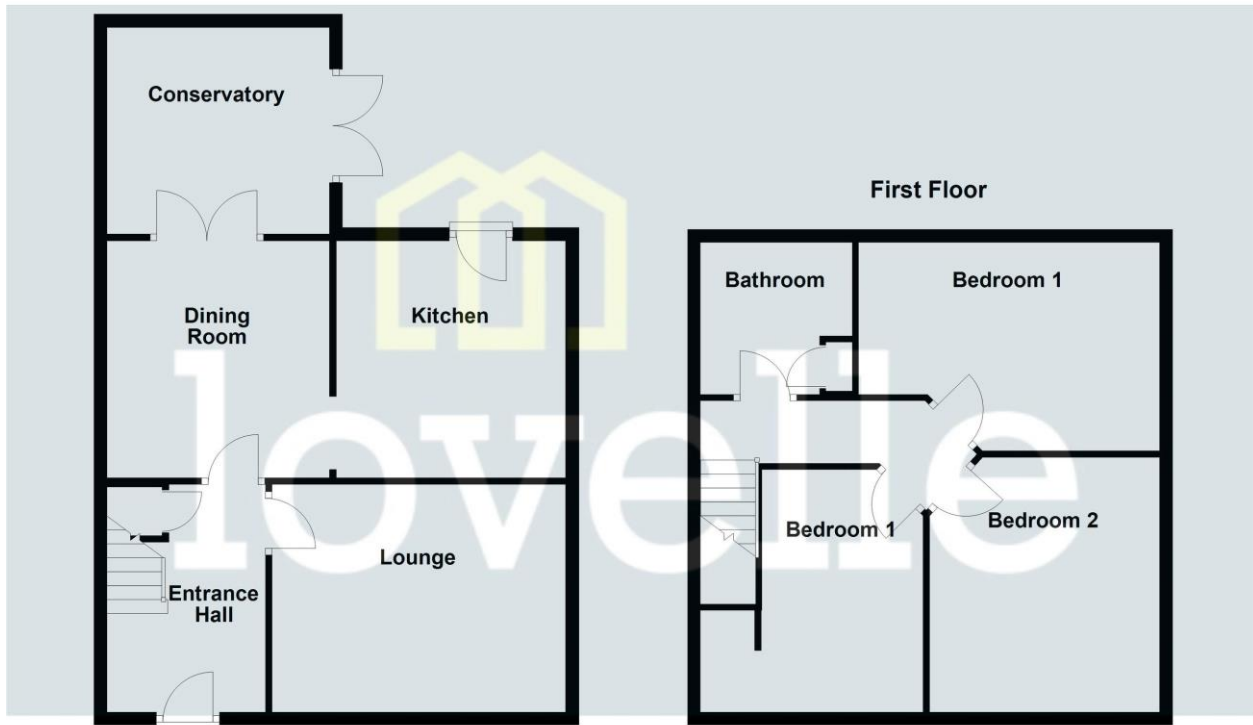 Conservatory
Dining
Room
Kitchen
Lounge
Entrance
Hall
First Floor
Bathroom
Bedroom 1
Bedroom 1
Bedroom 2
lovelle